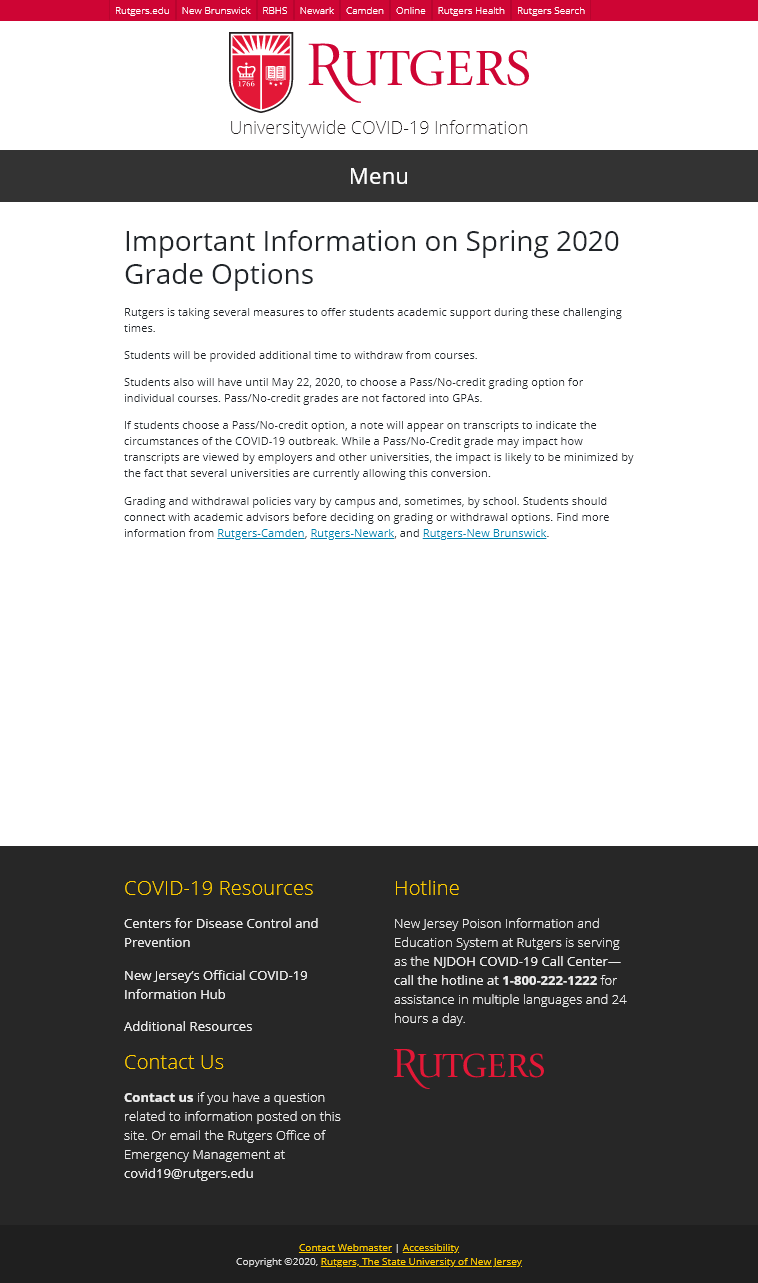 Rutgers.edu New Brunswick RBHS Newark Camden Online Rutgers Health Rutgers Search
1766
RUTGERS
Universitywide COVID-19 Information
Menu
Important Information on Spring 2020
Grade Options
Rutgers is taking several measures to offer students academic support during these challenging
times.
Students will be provided additional time to withdraw from courses.
Students also will have until May 22, 2020, to choose a Pass/No-credit grading option for
individual courses. Pass/No-credit grades are not factored into GPAs.
If students choose a Pass/No-credit option, a note will appear on transcripts to indicate the
circumstances of the COVID-19 outbreak. While a Pass/No-Credit grade may impact how
transcripts are viewed by employers and other universities, the impact is likely to be minimized by
the fact that several universities are currently allowing this conversion.
Grading and withdrawal policies vary by campus and, sometimes, by school. Students should
connect with academic advisors before deciding on grading or withdrawal options. Find more
information from Rutgers-Camden, Rutgers-Newark, and Rutgers-New Brunswick.
COVID-19 Resources
Centers for Disease Control and
Prevention
New Jersey’s Official COVID-19
Information Hub
Additional Resources
Contact Us
Contact us if you have a question
related to information posted on this
site. Or email the Rutgers Office of
Emergency Management at
covid19@rutgers.edu
Hotline
New Jersey Poison Information and
Education System at Rutgers is serving
as the NJDOH COVID-19 Call Center—
call the hotline at 1-800-222-1222 for
assistance in multiple languages and 24
hours a day.
RUTGERS
Contact Webmaster | Accessibility
Copyright ©2020, Rutgers, The State University of New Jersey